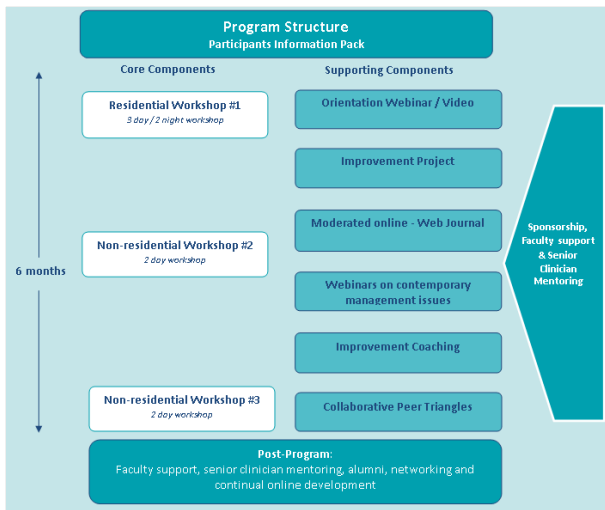 Program Structure
Participants Information Pack
Core Components
Supporting Components
6 months
Residential Workshop #1
3 day / 2 night workshop
Non-residential Workshop #2
2 day workshop
Non-residential Workshop #3
2 day workshop
Orientation Webinar / Video
Improvement Project
Moderated online - Web Journal
Webinars on contemporary
management issues
Improvement Coaching
Collaborative Peer Triangles
Sponsorship,
Faculty support
& Senior
Clinician
Mentoring
Post-Program:
Faculty support, senior clinician mentoring, alumni, networking and
continual online development